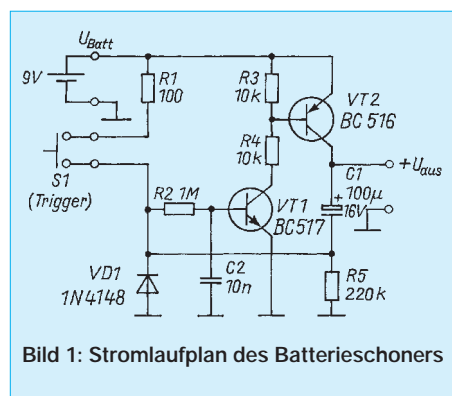 U_Batt
9V
R1
100
R3
10k
VT2
BC 516
R4
10k
S1
(Trigger)
R2 1M
VT1
BC517
+U_aus
C1
+
100µ
16V
VD1
1N4148
C2
10n
R5
220k
Bild 1: Stromlaufplan des Batterieschoners